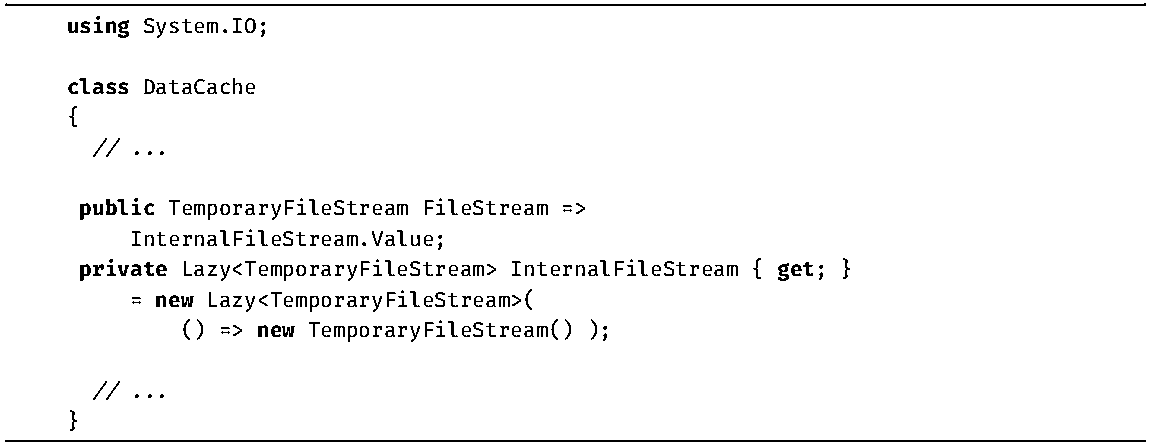 using System.IO;
class DataCache
{
// ...
public TemporaryFileStream FileStream =>
InternalFileStream.Value;
private Lazy<TemporaryFileStream> InternalFileStream { get; }
= new Lazy<TemporaryFileStream>(
() => new TemporaryFileStream() );
// ...
}